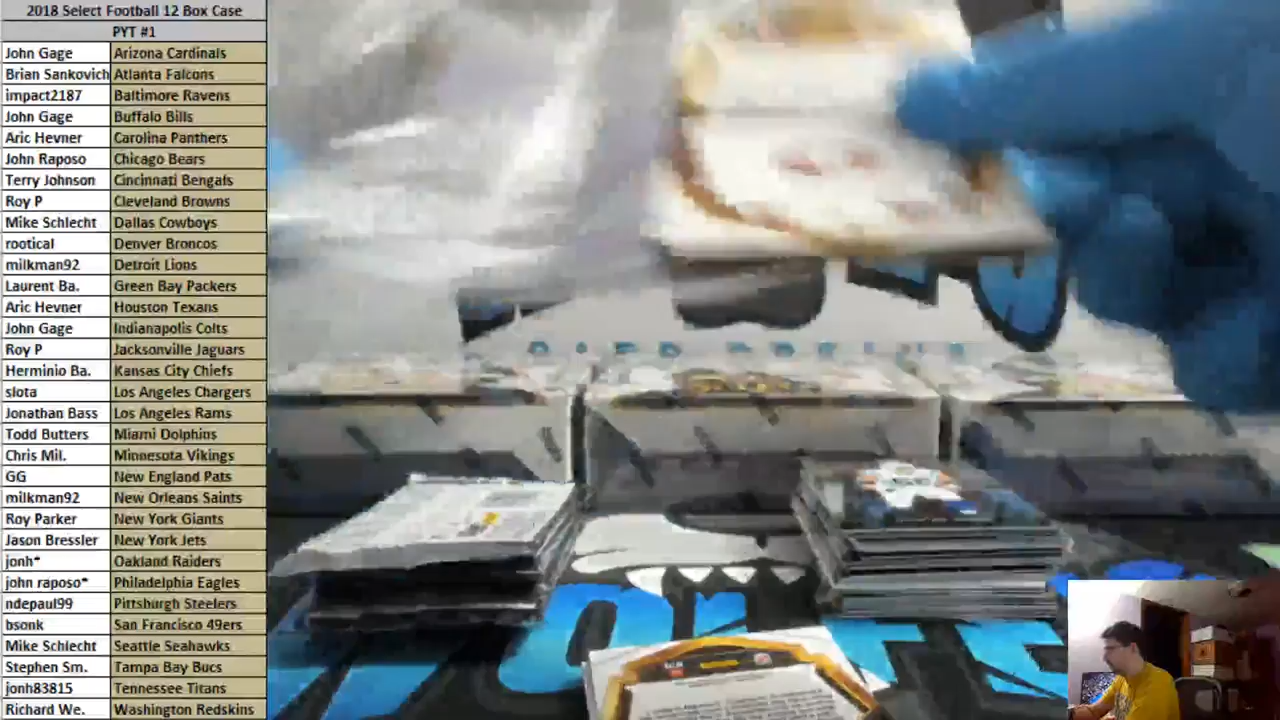 2018 Select Football 12 Box Case
PYT #1
John Gage Arizona Cardinals
Brian Sankovich Atlanta Falcons
impact2187 Baltimore Ravens
John Gage Buffalo Bills
Aric Hevner Carolina Panthers
John Raposo Chicago Bears
Terry Johnson Cincinnati Bengals
Roy P Cleveland Browns
Mike Schlecht Dallas Cowboys
rootical Denver Broncos
milkman92 Detroit Lions
Laurent Ba. Green Bay Packers
Aric Hevner Houston Texans
John Gage Indianapolis Colts
Roy P Jacksonville Jaguars
Herminio Ba. Kansas City Chiefs
slota Los Angeles Chargers
Jonathan Bass Los Angeles Rams
Todd Butters Miami Dolphins
Chris Mil. Minnesota Vikings
GG New England Pats
milkman92 New Orleans Saints
Roy Parker New York Giants
Jason Bressler New York Jets
jonh* Oakland Raiders
john raposo* Philadelphia Eagles
ndepaul99 Pittsburgh Steelers
bsonk San Francisco 49ers
Mike Schlecht Seattle Seahawks
Stephen Sm. Tampa Bay Bucs
jonh83815 Tennessee Titans
Richard We. Washington Redskins